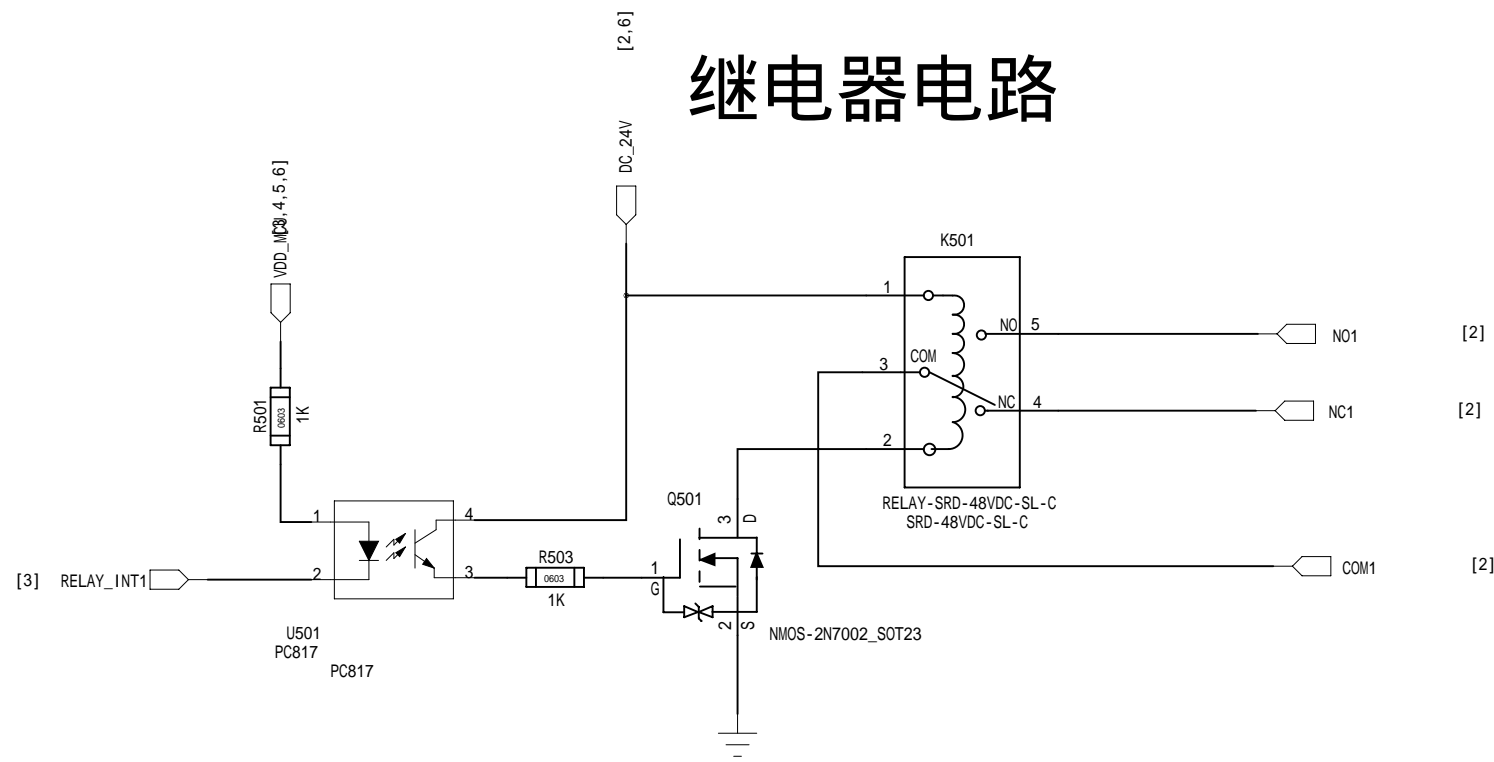 继电器电路
[2,6]
DC_24V
[3,4,5,6]
VDD_MCU
K501
1
NO
5
NO1
[2]
3
COM
NC
4
NC1
[2]
2
R501
0603
1K
RELAY-SRD-48VDC-SL-C
SRD-48VDC-SL-C
Q501
3
D
1
4
R503
0603
1K
1
G
COM1
[2]
[3]
RELAY_INT1
2
3
2
S
NMOS-2N7002_SOT23
U501
PC817
PC817